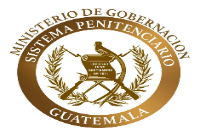 MINISTERIO DE GOBERNACIÓN
SISTEMA PENITENCIARIO
GUATEMALA